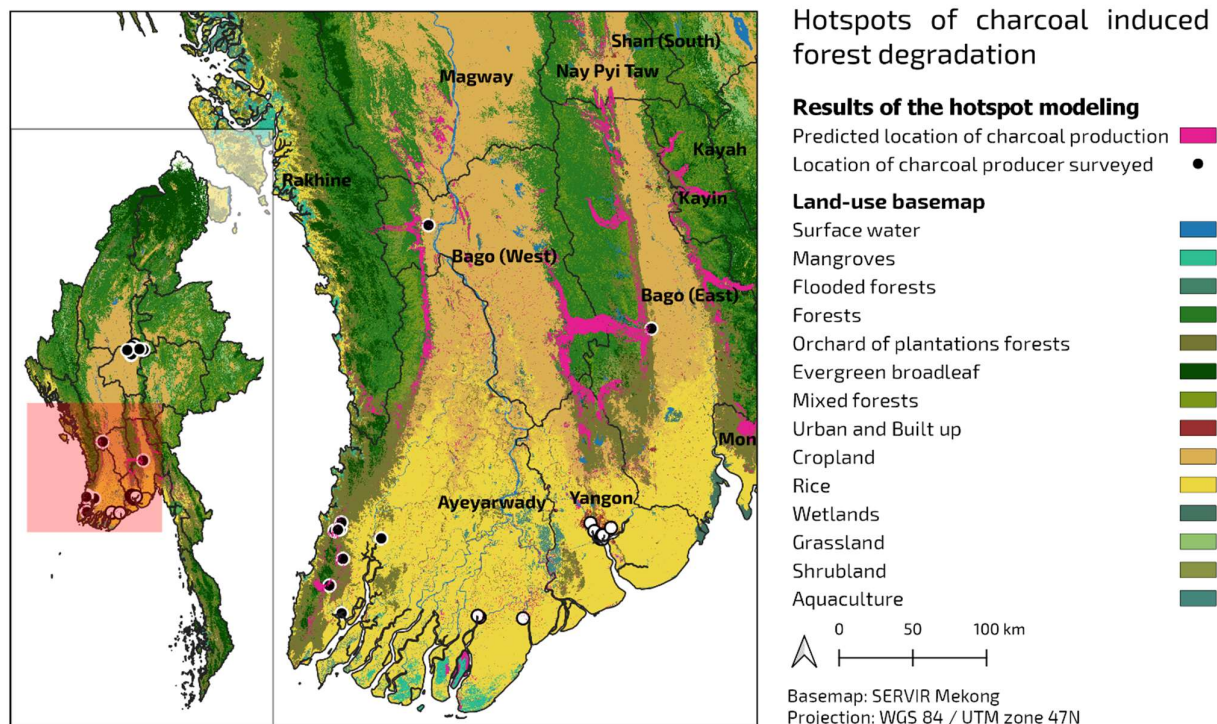 Hotspots of charcoal induced
forest degradation
Results of the hotspot modeling
Predicted location of charcoal production
Location of charcoal producer surveyed
Land-use basemap
Surface water
Mangroves
Flooded forests
Forests
Orchard of plantations forests
Evergreen broadleaf
Mixed forests
Urban and Built up
Cropland
Rice
Wetlands
Grassland
Shrubland
Aquaculture
0 50 100 km
Basemap: SERVIR Mekong
Projection: WGS 84 / UTM zone 47N
Shan (South)
Nay Pyi Taw
Magway
Kayah
Rakhine
Kayin
Bago (West)
Bago (East)
Mon
Ayeyarwady
Yangon